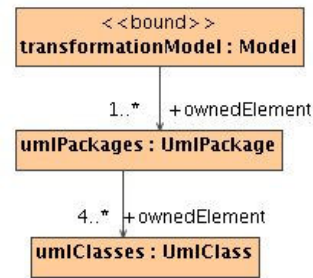 <<bound>>
transformationModel : Model
1..* +ownedElement
umlPackages : UmlPackage
4..* +ownedElement
umlClasses : UmlClass